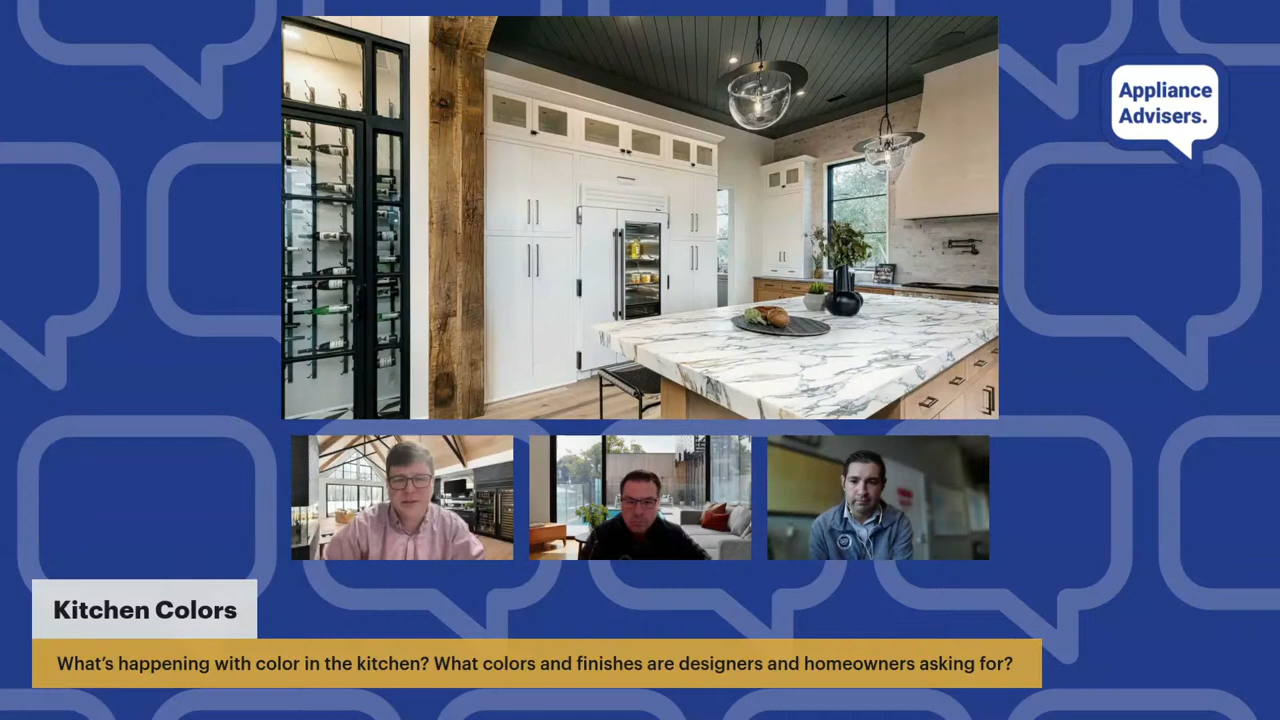 Appliance
Advisers.
Kitchen Colors
What's happening with color in the kitchen? What colors and finishes are designers and homeowners asking for?